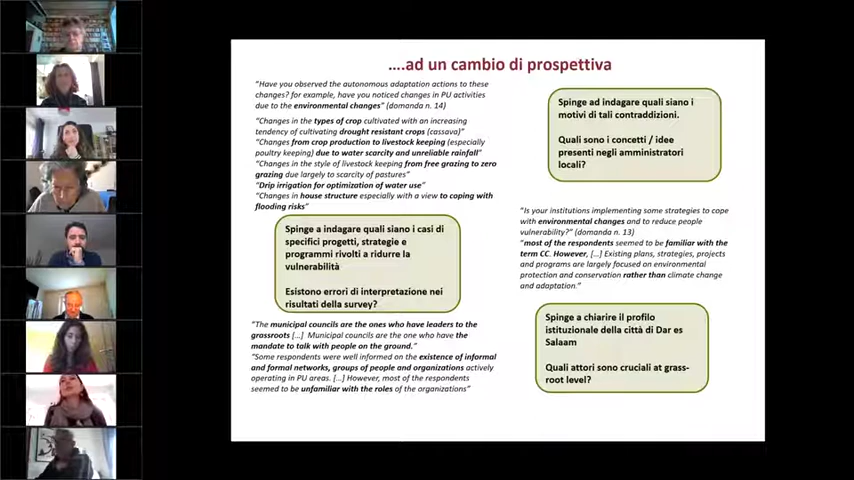 ....ad un cambio di prospettiva
“Have you observed the autonomous adaptation actions to these
changes? for example, have you noticed changes in PU activities
due to the environmental changes” (domanda n. 14)
“Changes in the types of crop cultivated with an increasing
tendency of cultivating drought resistant crops (cassava)”
“Changes from crop production to livestock keeping (especially
poultry keeping) due to water scarcity and unreliable rainfall”
“Changes in the style of livestock keeping from free grazing to zero
grazing due largely to scarcity of pastures”
“Drip irrigation for optimization of water use”
“Changes in house structure especially with a view to coping with
flooding risks”
Spinge a indagare quali siano i casi di
specifici progetti, strategie e
programmi rivolti a ridurre la
vulnerabilità
Esistono errori di interpretazione nei
risultati della survey?
“The municipal councils are the ones who have leaders to the
grassroots [...] Municipal councils are the one who have the
mandate to talk with people on the ground.”
“Some respondents were well informed on the existence of informal
and formal networks, groups of people and organizations actively
operating in PU areas. [...] However, most of the respondents
seemed to be unfamiliar with the roles of the organizations”
Spinge ad indagare quali siano i
motivi di tali contraddizioni.
Quali sono i concetti / idee
presenti negli amministratori
locali?
“Is your institutions implementing some strategies to cope
with environmental changes and to reduce people
vulnerability?” (domanda n. 13)
“most of the respondents seemed to be familiar with the
term CC. However, [...] Existing plans, strategies, projects
and programs are largely focused on environmental
protection and conservation rather than climate change
and adaptation.”
Spinge a chiarire il profilo
istituzionale della città di Dar es
Salaam
Quali attori sono cruciali at grass-
root level?